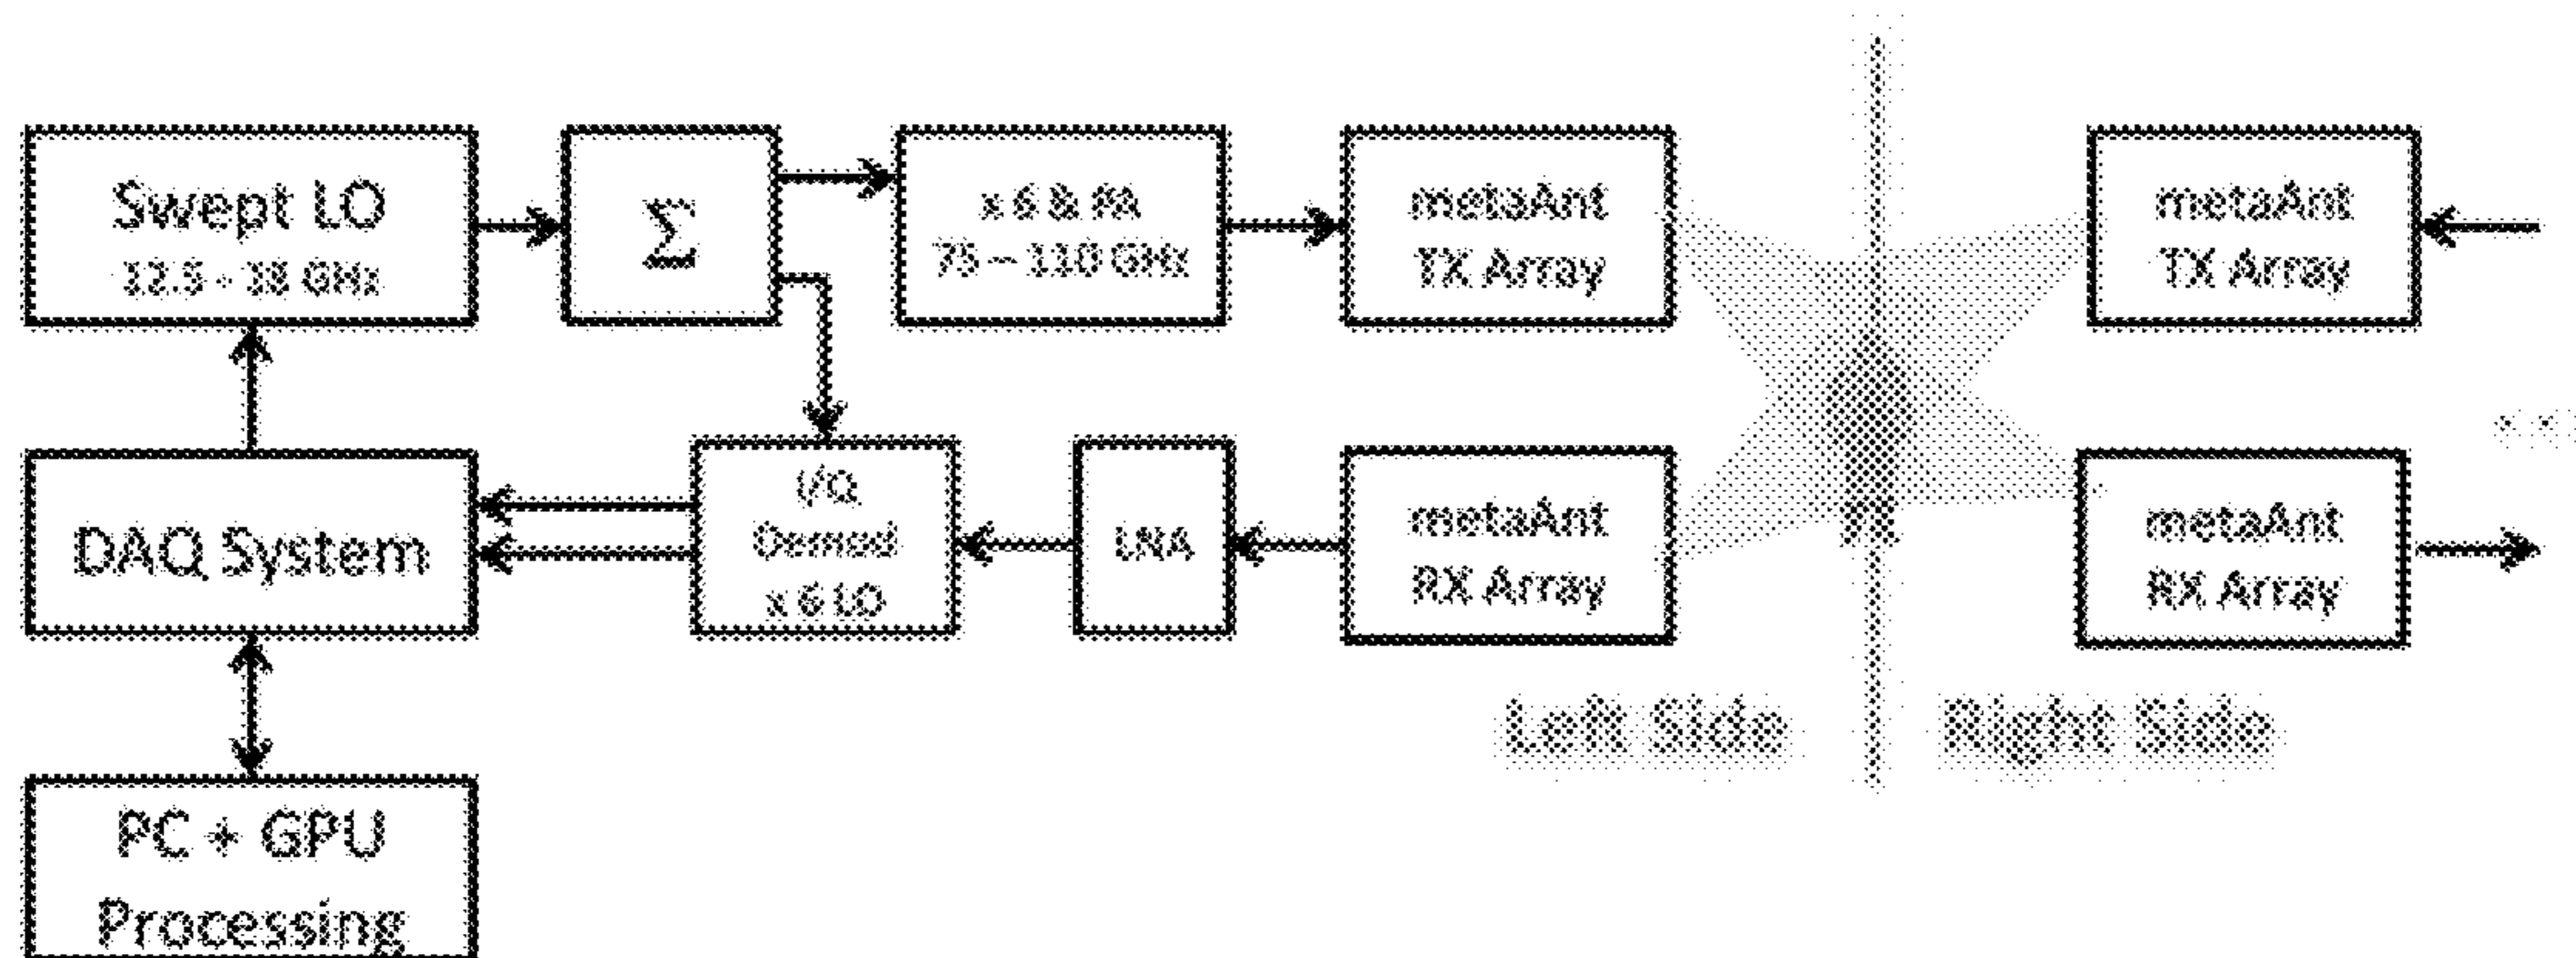 Swept LO
12.5 - 18 GHz
Σ
x 6 & PA
75 – 110 GHz
metaAnt
TX Array
metaAnt
TX Array
DAQ System
I/Q
Demod
x 6 LO
LNA
metaAnt
RX Array
metaAnt
RX Array
Left Side
Right Side
PC + GPU
Processing